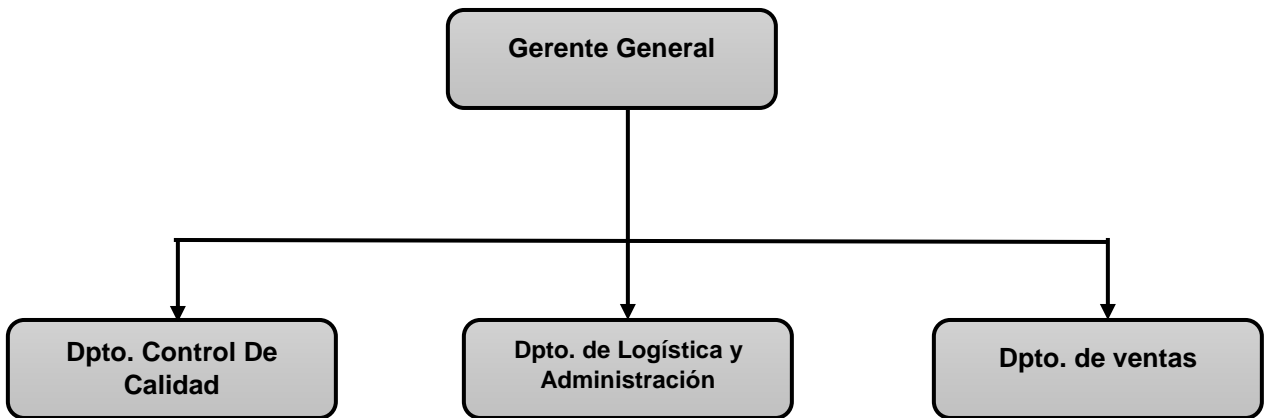 Gerente General
Dpto. Control De
Calidad
Dpto. de Logística y
Administración
Dpto. de ventas